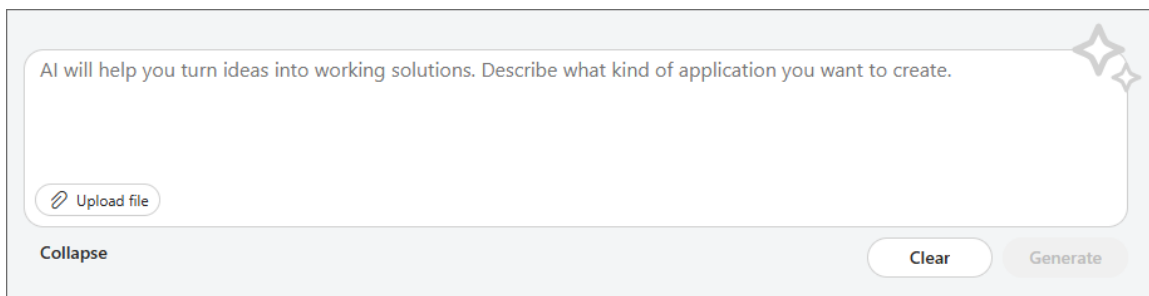 AI will help you turn ideas into working solutions. Describe what kind of application you want to create.
Upload file
Collapse
Clear
Generate